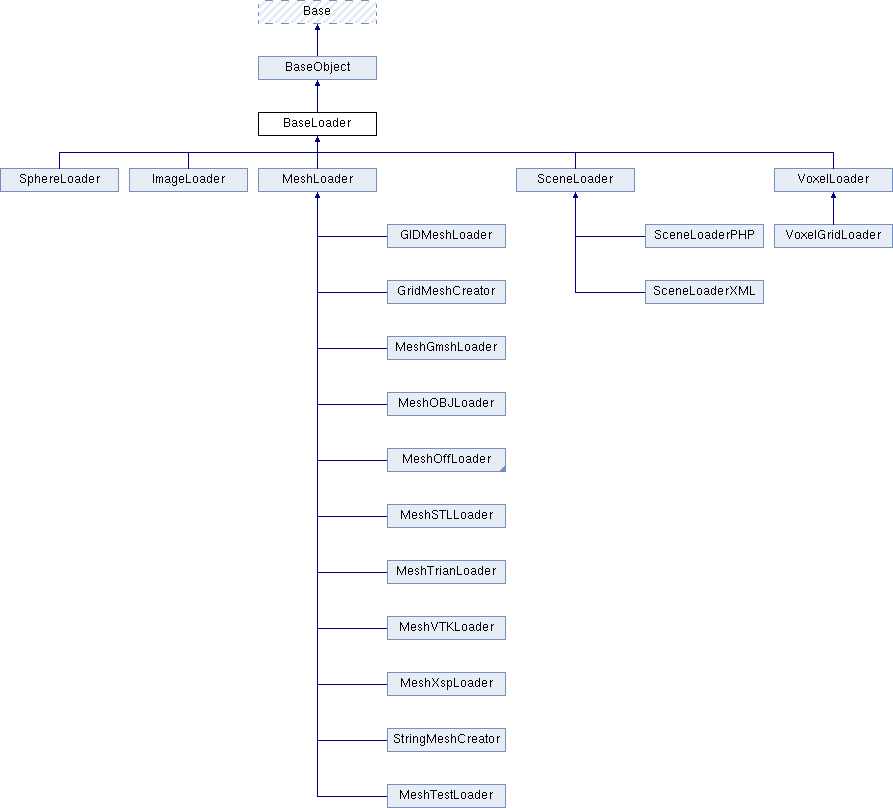 Base
BaseObject
BaseLoader
SphereLoader
ImageLoader
MeshLoader
SceneLoader
VoxelLoader
GIDMeshLoader
SceneLoaderPHP
VoxelGridLoader
GridMeshCreator
SceneLoaderXML
MeshGmshLoader
MeshOBJLoader
MeshOffLoader
MeshSTLLoader
MeshTrianLoader
MeshVTKLoader
MeshXspLoader
StringMeshCreator
MeshTestLoader